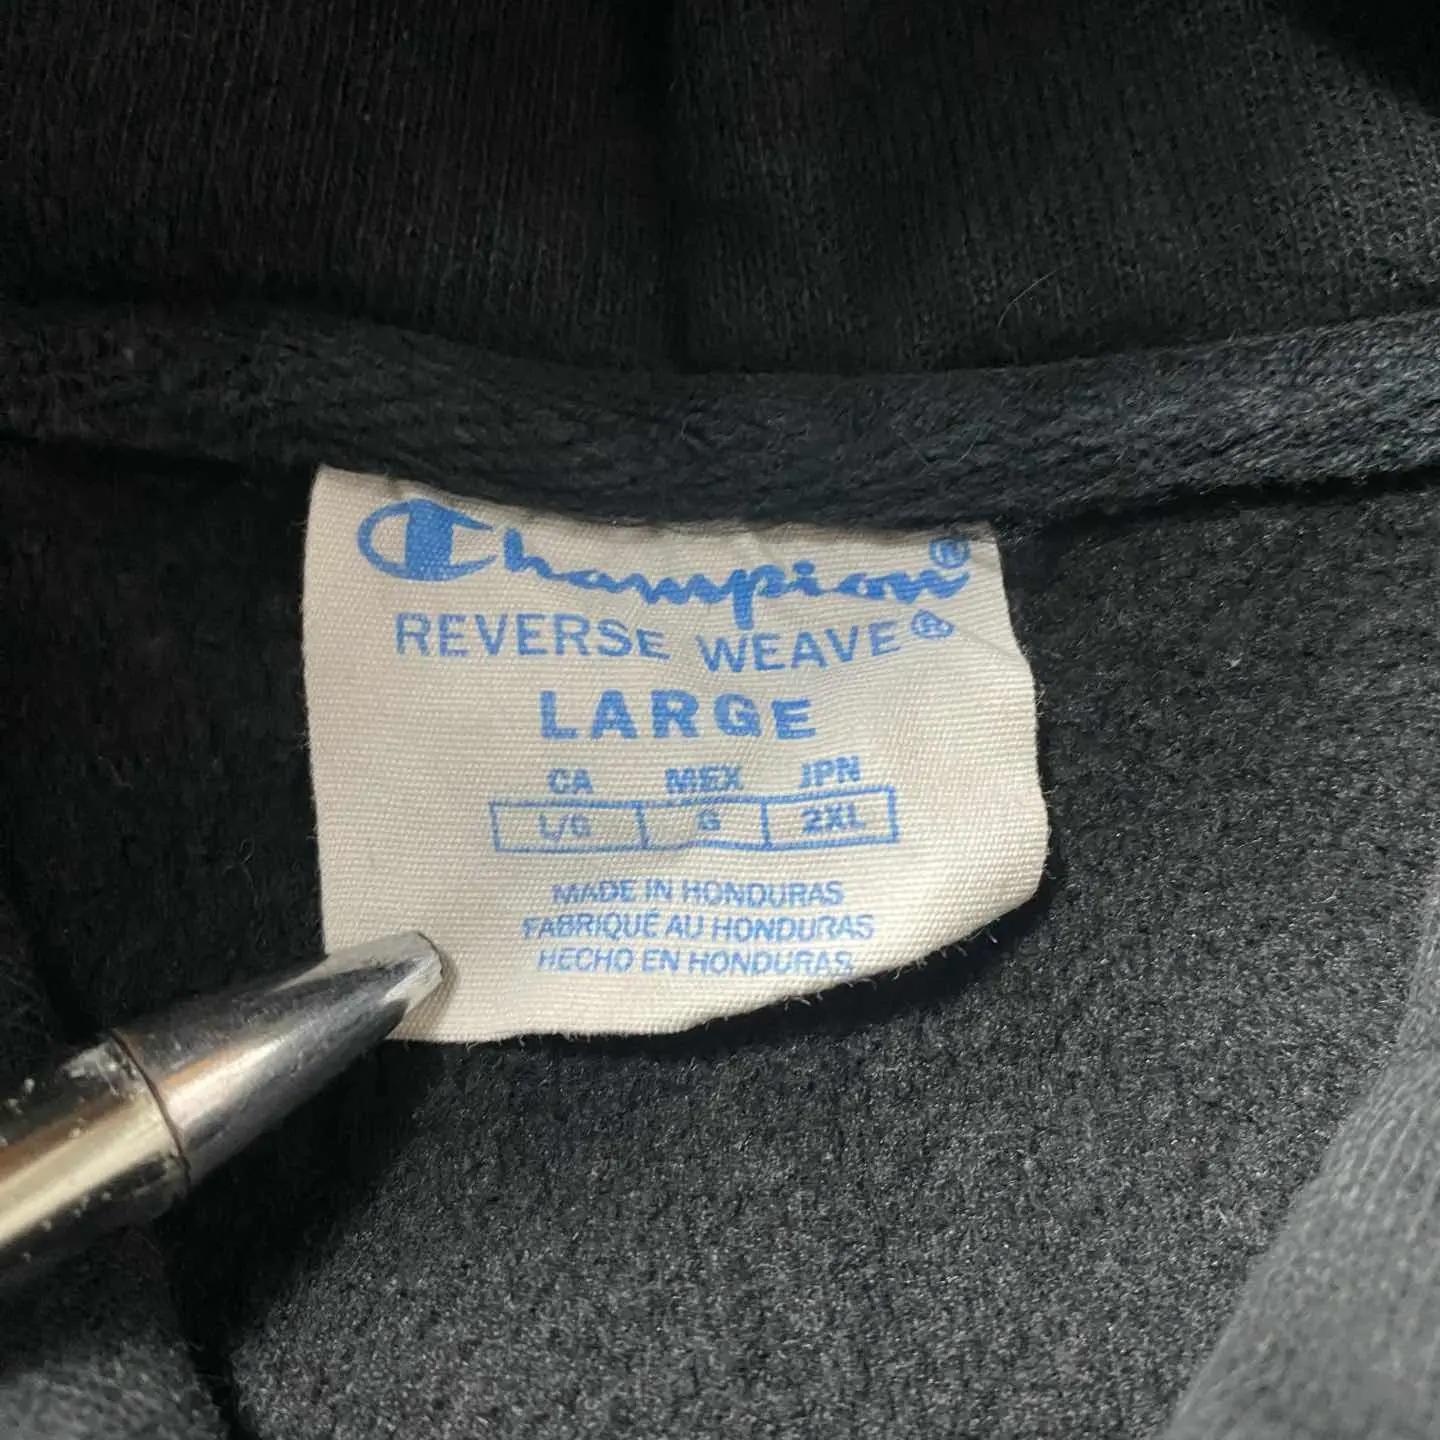 Champion®
REVERSE WEAVE®
LARGE
CA MEX JPN
L/G G 2XL
MADE IN HONDURAS
FABRIQUÉ AU HONDURAS
HECHO EN HONDURAS